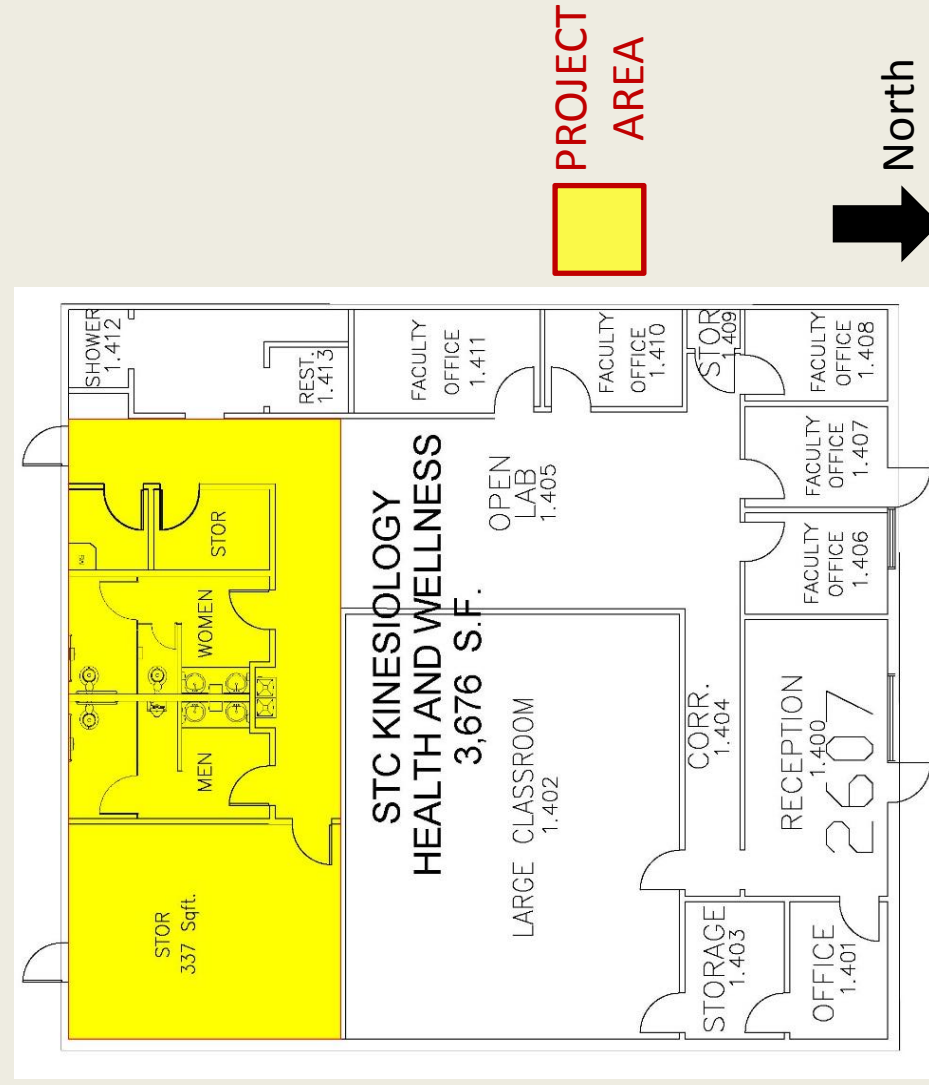 SHOWER
1.412
REST.
1.413
FACULTY
OFFICE
1.411
FACULTY
OFFICE
1.410
STOR
1.409
FACULTY
OFFICE
1.408
FACULTY
OFFICE
1.407
FACULTY
OFFICE
1.406
OPEN
LAB
1.405
STOR
WOMEN
MEN
STOR
337 Sqft.
STC KINESIOLOGY
HEALTH AND WELLNESS
3,676 S.F.
LARGE CLASSROOM
1.402
CORR.
1.404
RECEPTION
1.400
2607
STORAGE
1.403
OFFICE
1.401
PROJECT
AREA
North